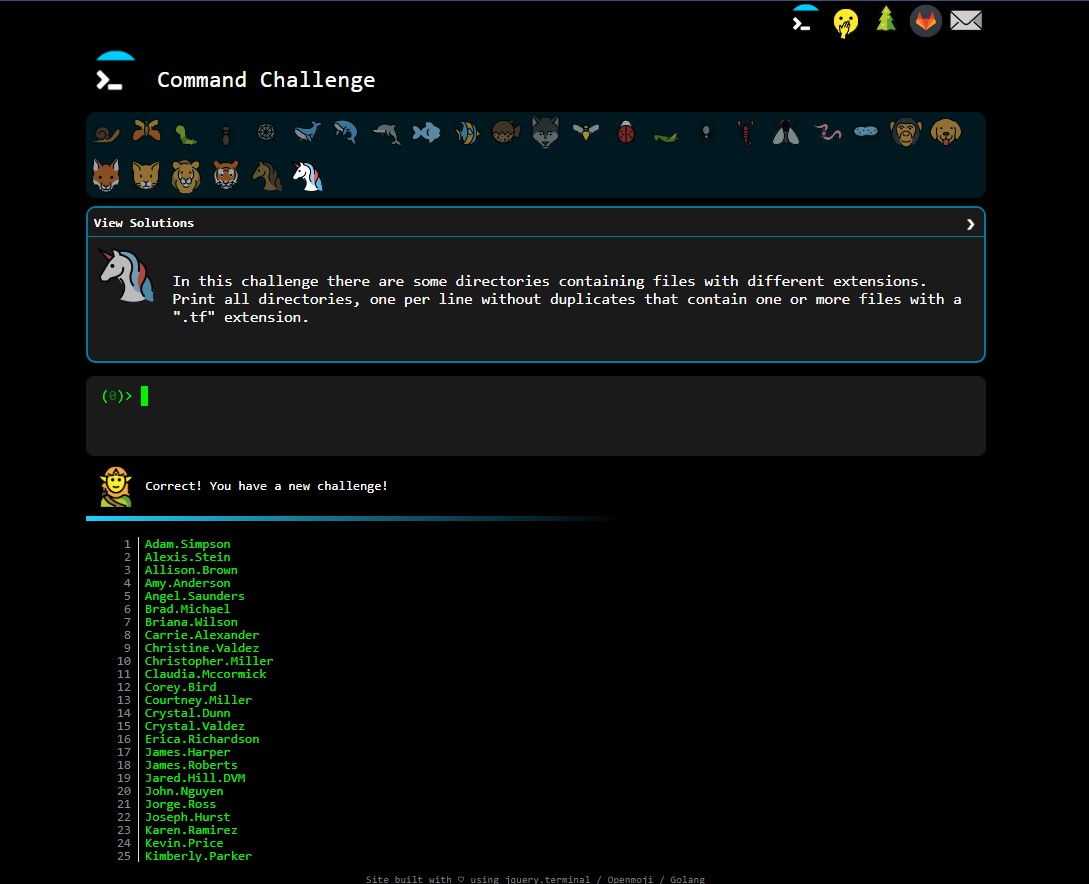 Command Challenge
View Solutions
In this challenge there are some directories containing files with different extensions.
Print all directories, one per line without duplicates that contain one or more files with a
".tf" extension.
(0)>
Correct! You have a new challenge!
1 Adam.Simpson
2 Alexis.Stein
3 Allison.Brown
4 Amy.Anderson
5 Angel.Saunders
6 Brad.Michael
7 Briana.Wilson
8 Carrie.Alexander
9 Christine.Valdez
10 Christopher.Miller
11 Claudia.Mccormick
12 Corey.Bird
13 Courtney.Miller
14 Crystal.Dunn
15 Crystal.Valdez
16 Erica.Richardson
17 James.Harper
18 James.Roberts
19 Jared.Hill.DVM
20 John.Nguyen
21 Jorge.Ross
22 Joseph.Hurst
23 Karen.Ramirez
24 Kevin.Price
25 Kimberly.Parker
Site built with ♡ using jquery.terminal / Openmoji / Golang